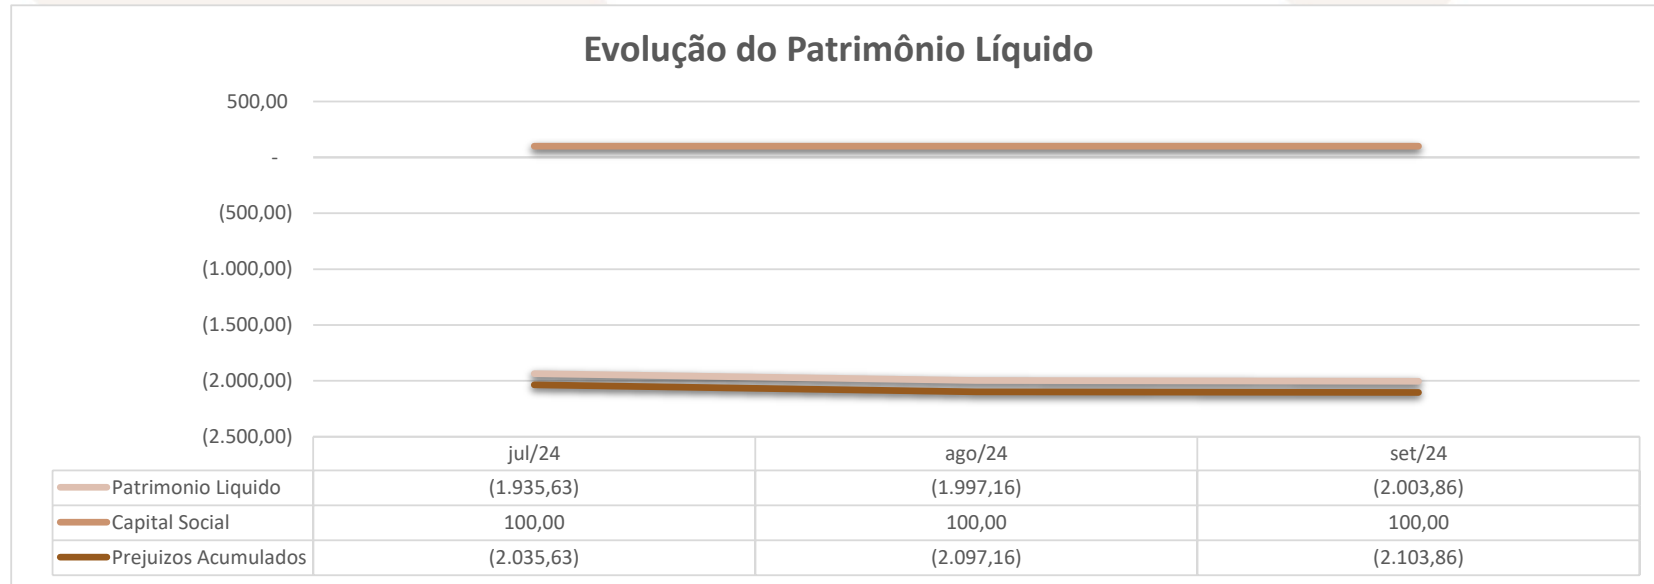 Evolução do Patrimônio Líquido
500,00
-
(500,00)
(1.000,00)
(1.500,00)
(2.000,00)
(2.500,00)
jul/24 ago/24 set/24
Patrimonio Liquido (1.935,63) (1.997,16) (2.003,86)
Capital Social 100,00 100,00 100,00
Prejuizos Acumulados (2.035,63) (2.097,16) (2.103,86)